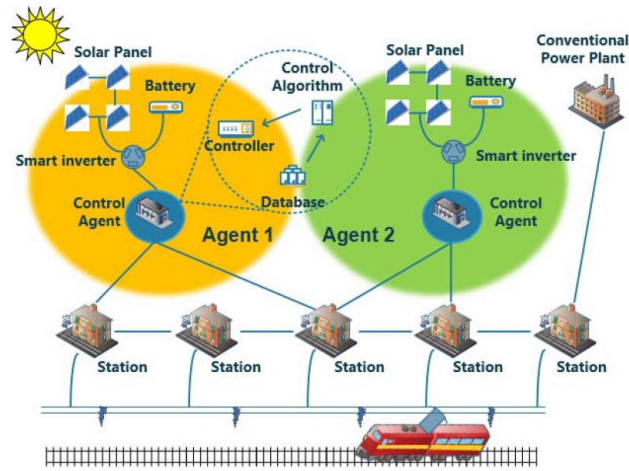 Solar Panel
Battery
Smart inverter
Control
Agent
Agent 1
Control
Algorithm
Controller
Database
Agent 2
Solar Panel
Battery
Smart inverter
Control
Agent
Conventional
Power Plant
Station
Station
Station
Station
Station